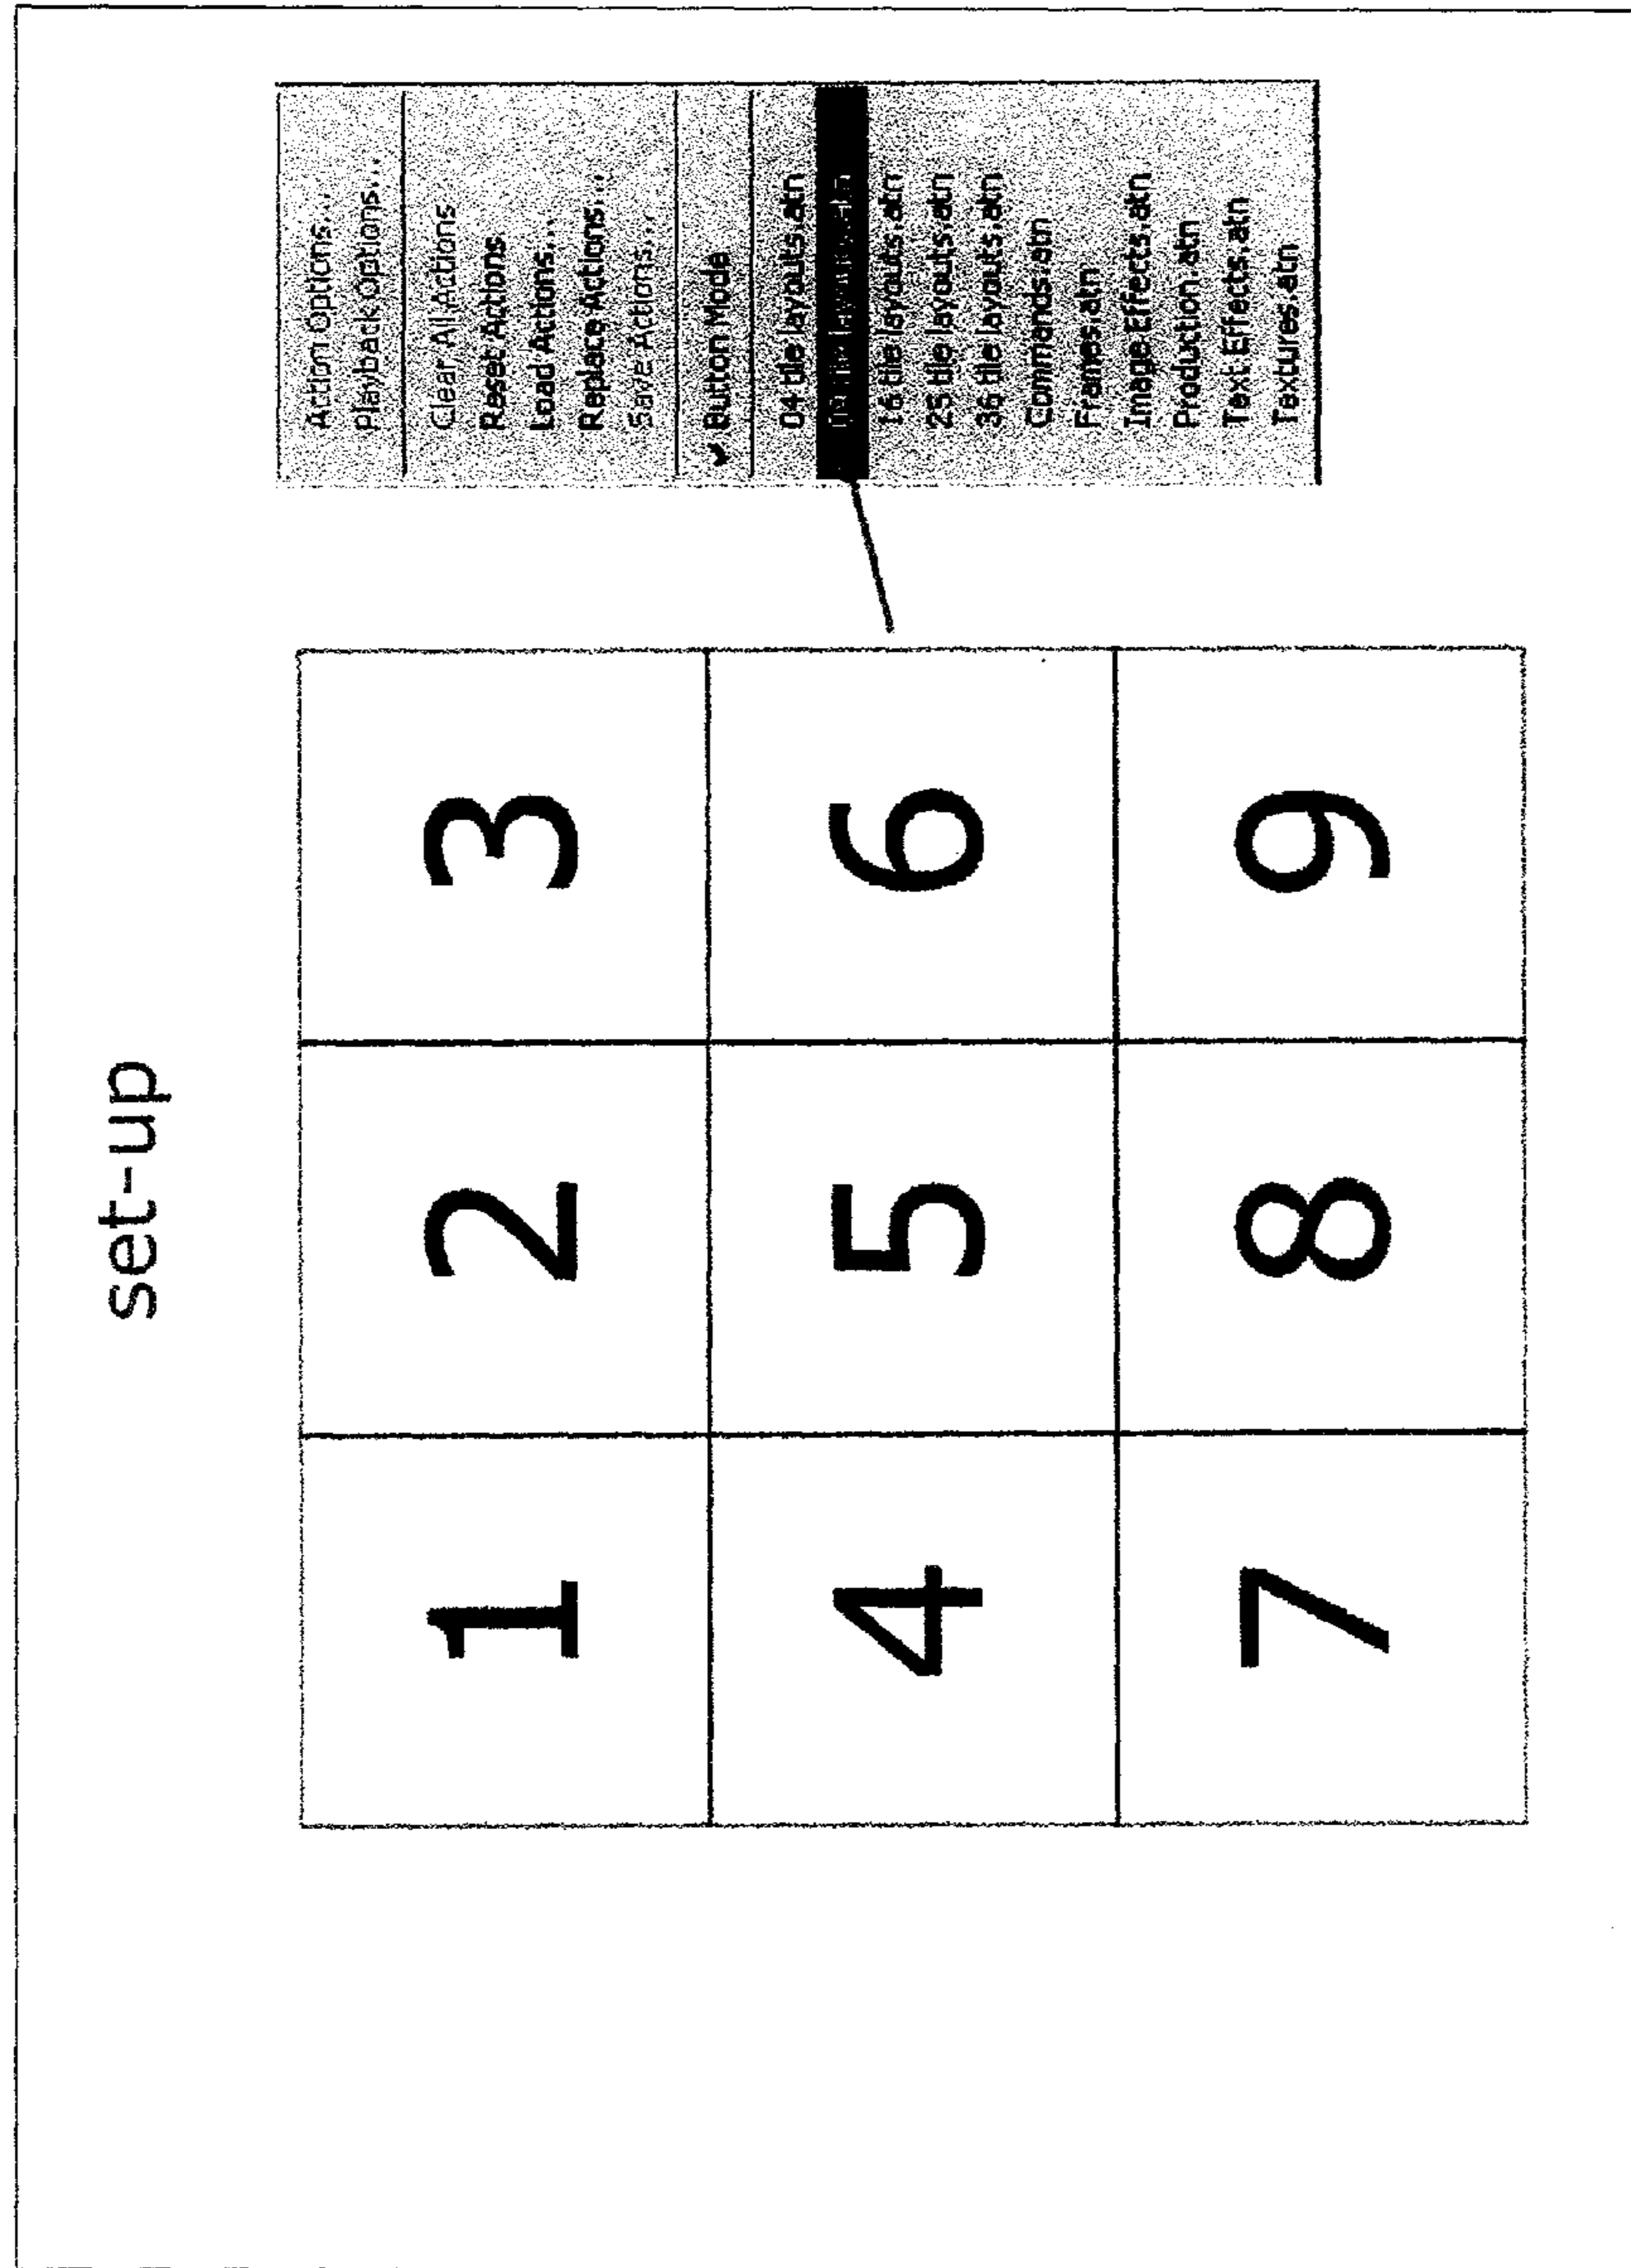 set-up
1 2 3
4 5 6
7 8 9
Action Options...
Playback Options...
Clear All Actions
Reset Actions
Load Actions...
Replace Actions...
Save Actions...
✔ Button Mode
04 tile layouts.atn
16 tile layouts.atn
25 tile layouts.atn
36 tile layouts.atn
Commands.atn
Frames.atn
Image Effects.atn
Production.atn
Text Effects.atn
Textures.atn